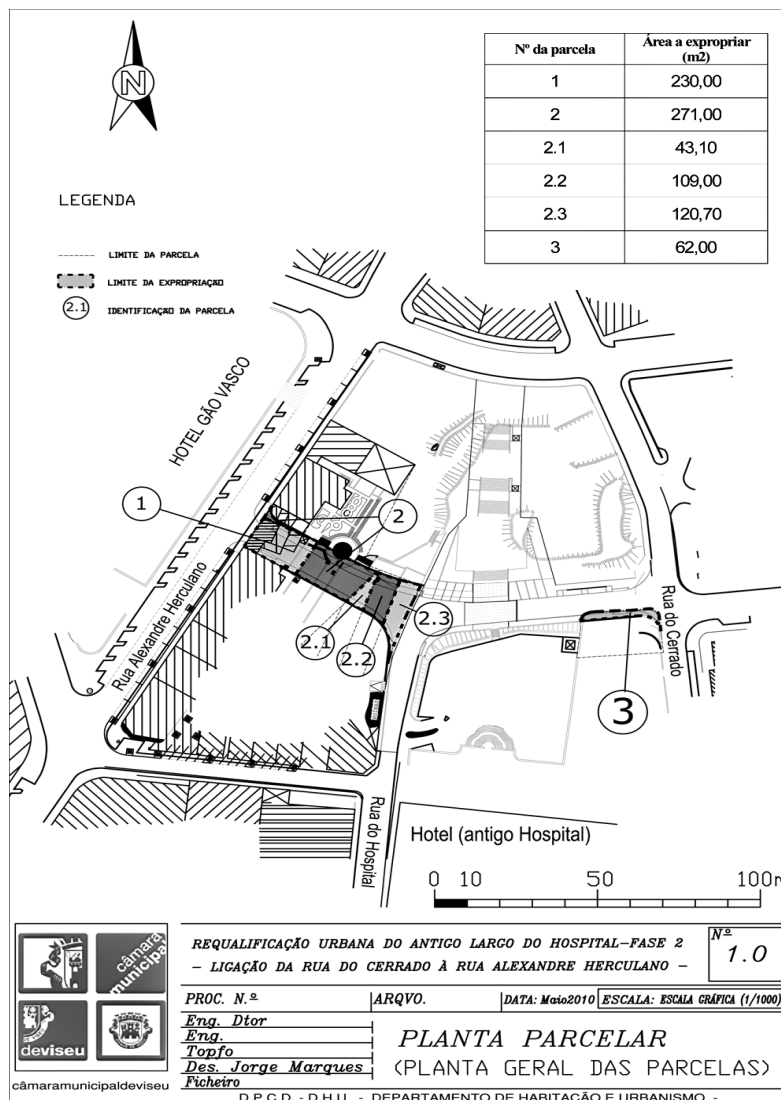 N
Nº da parcela Área a expropriar (m2)
1 230,00
2 271,00
2.1 43,10
2.2 109,00
2.3 120,70
3 62,00
LEGENDA
LIMITE DA PARCELA
LIMITE DA EXPROPRIAÇÃO
2.1 IDENTIFICAÇÃO DA PARCELA
HOTEL GÃO VASCO
1
2
Rua Alexandre Herculano
2.1
2.2
2.3
3
Rua do Cerrado
Rua do Hospital
Hotel (antigo Hospital)
0 10 50 100m
câmara
municipal
deviseu
câmaramunicipaldeviseu
REQUALIFICAÇÃO URBANA DO ANTIGO LARGO DO HOSPITAL-FASE 2
- LIGAÇÃO DA RUA DO CERRADO À RUA ALEXANDRE HERCULANO -
Nº
1.0
PROC. N.º ARQVO. DATA: Maio2010 ESCALA: ESCALA GRÁFICA (1/1000)
Eng. Dtor
Eng.
Topfo
Des. Jorge Marques
Ficheiro
PLANTA PARCELAR
(PLANTA GERAL DAS PARCELAS)
D.P.C.D. - D.H.U. - DEPARTAMENTO DE HABITAÇÃO E URBANISMO -